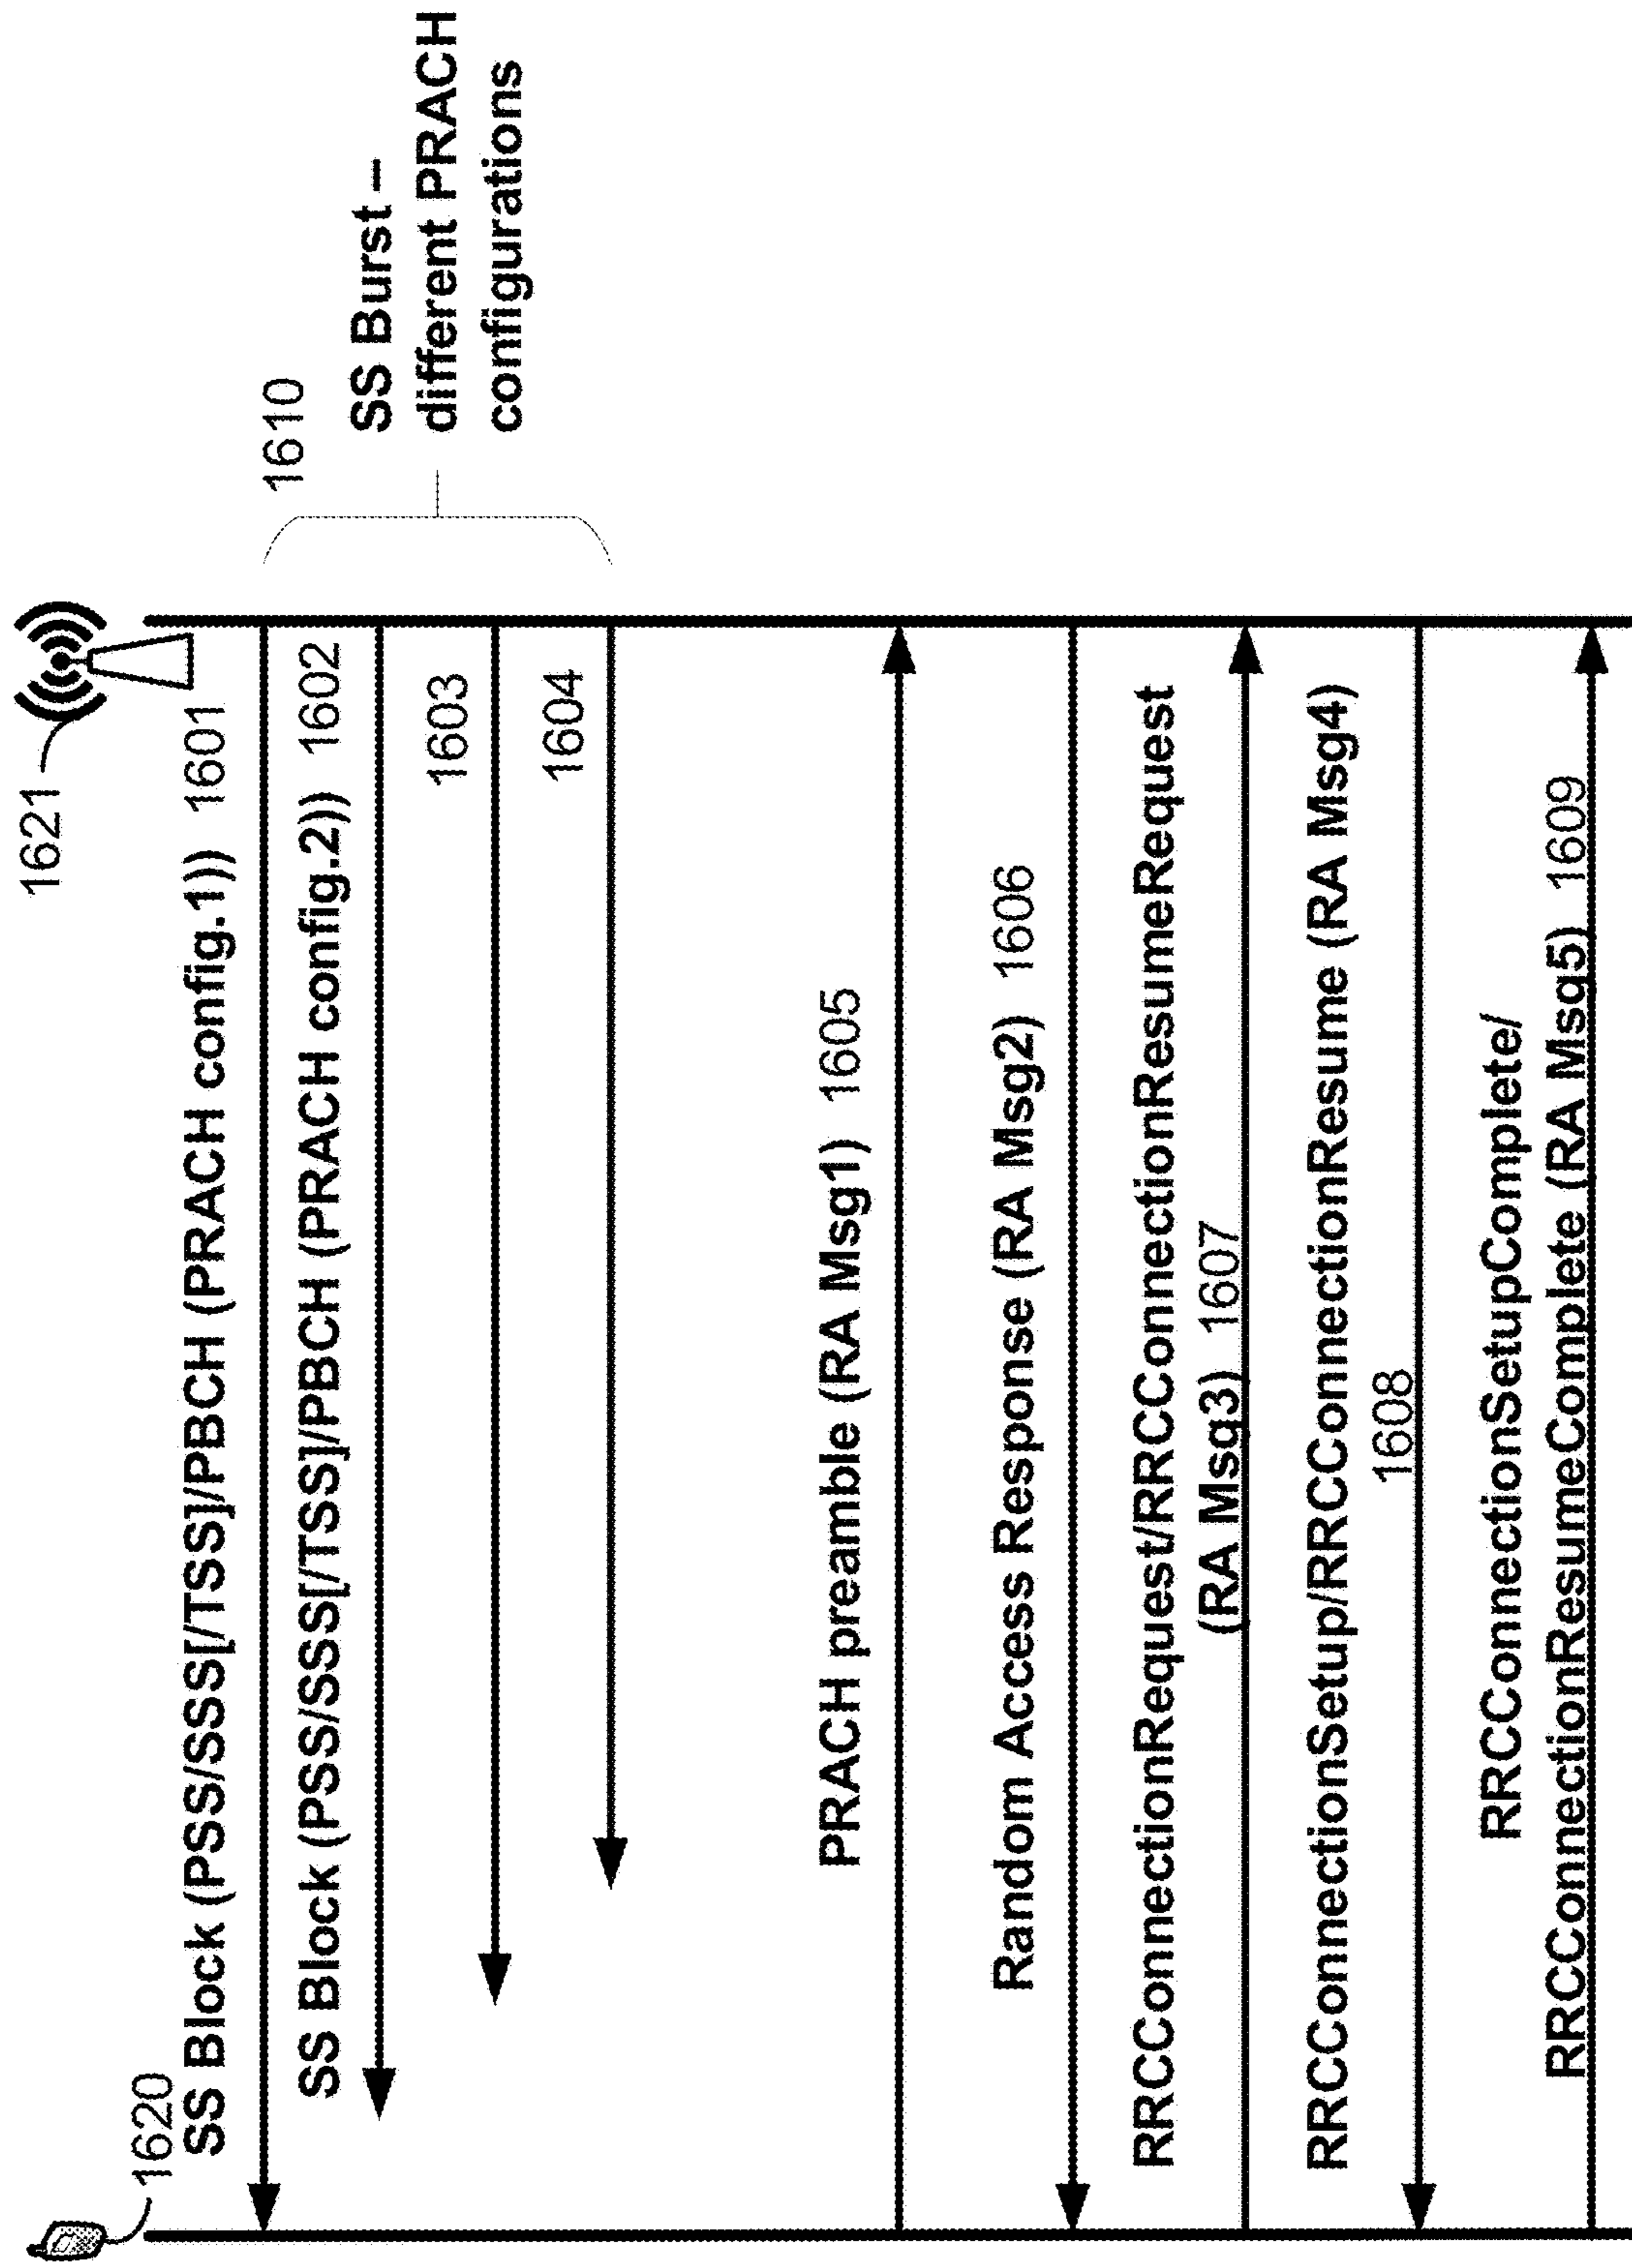 1620
1621
SS Block (PSS/SSS[/TSS]/PBCH (PRACH config.1)) 1601
1610
SS Block (PSS/SSS[/TSS]/PBCH (PRACH config.2)) 1602
SS Burst –
different PRACH
configurations
1603
1604
PRACH preamble (RA Msg1) 1605
Random Access Response (RA Msg2) 1606
RRCConnectionRequest/RRCConnectionResumeRequest
(RA Msg3) 1607
RRCConnectionSetup/RRCConnectionResume (RA Msg4)
1608
RRCConnectionSetupComplete/
RRCConnectionResumeComplete (RA Msg5) 1609